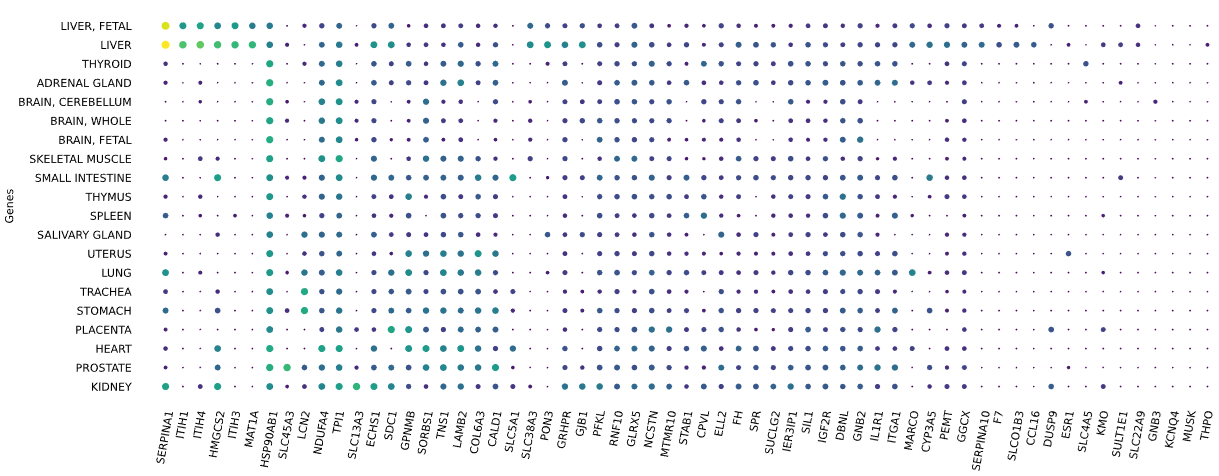 LIVER, FETAL
LIVER
THYROID
ADRENAL GLAND
BRAIN, CEREBELLUM
BRAIN, WHOLE
BRAIN, FETAL
SKELETAL MUSCLE
SMALL INTESTINE
THYMUS
SPLEEN
SALIVARY GLAND
UTERUS
LUNG
TRACHEA
STOMACH
PLACENTA
HEART
PROSTATE
KIDNEY
Genes
SERPINA1
ITIH1
ITIH4
HMGCS2
ITIH3
MAT1A
HSP90AB1
SLC45A3
LCN2
NDUFA4
TPI1
SLC13A3
ECHS1
SDC1
GPNMB
SORBS1
TNS1
LAMB2
COL6A3
CALD1
SLC5A1
SLC38A3
PON3
GRHPR
GJB1
PFKL
RNF10
GLRX5
NCSTN
MTMR10
STAB1
CPVL
ELL2
FH
SPR
SUCLG2
IER3IP1
SIL1
IGF2R
DBNL
GNB2
IL1R1
ITGA1
MARCO
CYP3A5
PEMT
GGCX
SERPINA10
F7
SLCO1B3
CCL16
DUSP9
ESR1
SLC4A5
KMO
SULT1E1
SLC22A9
GNB3
KCNQ4
MUSK
THPO